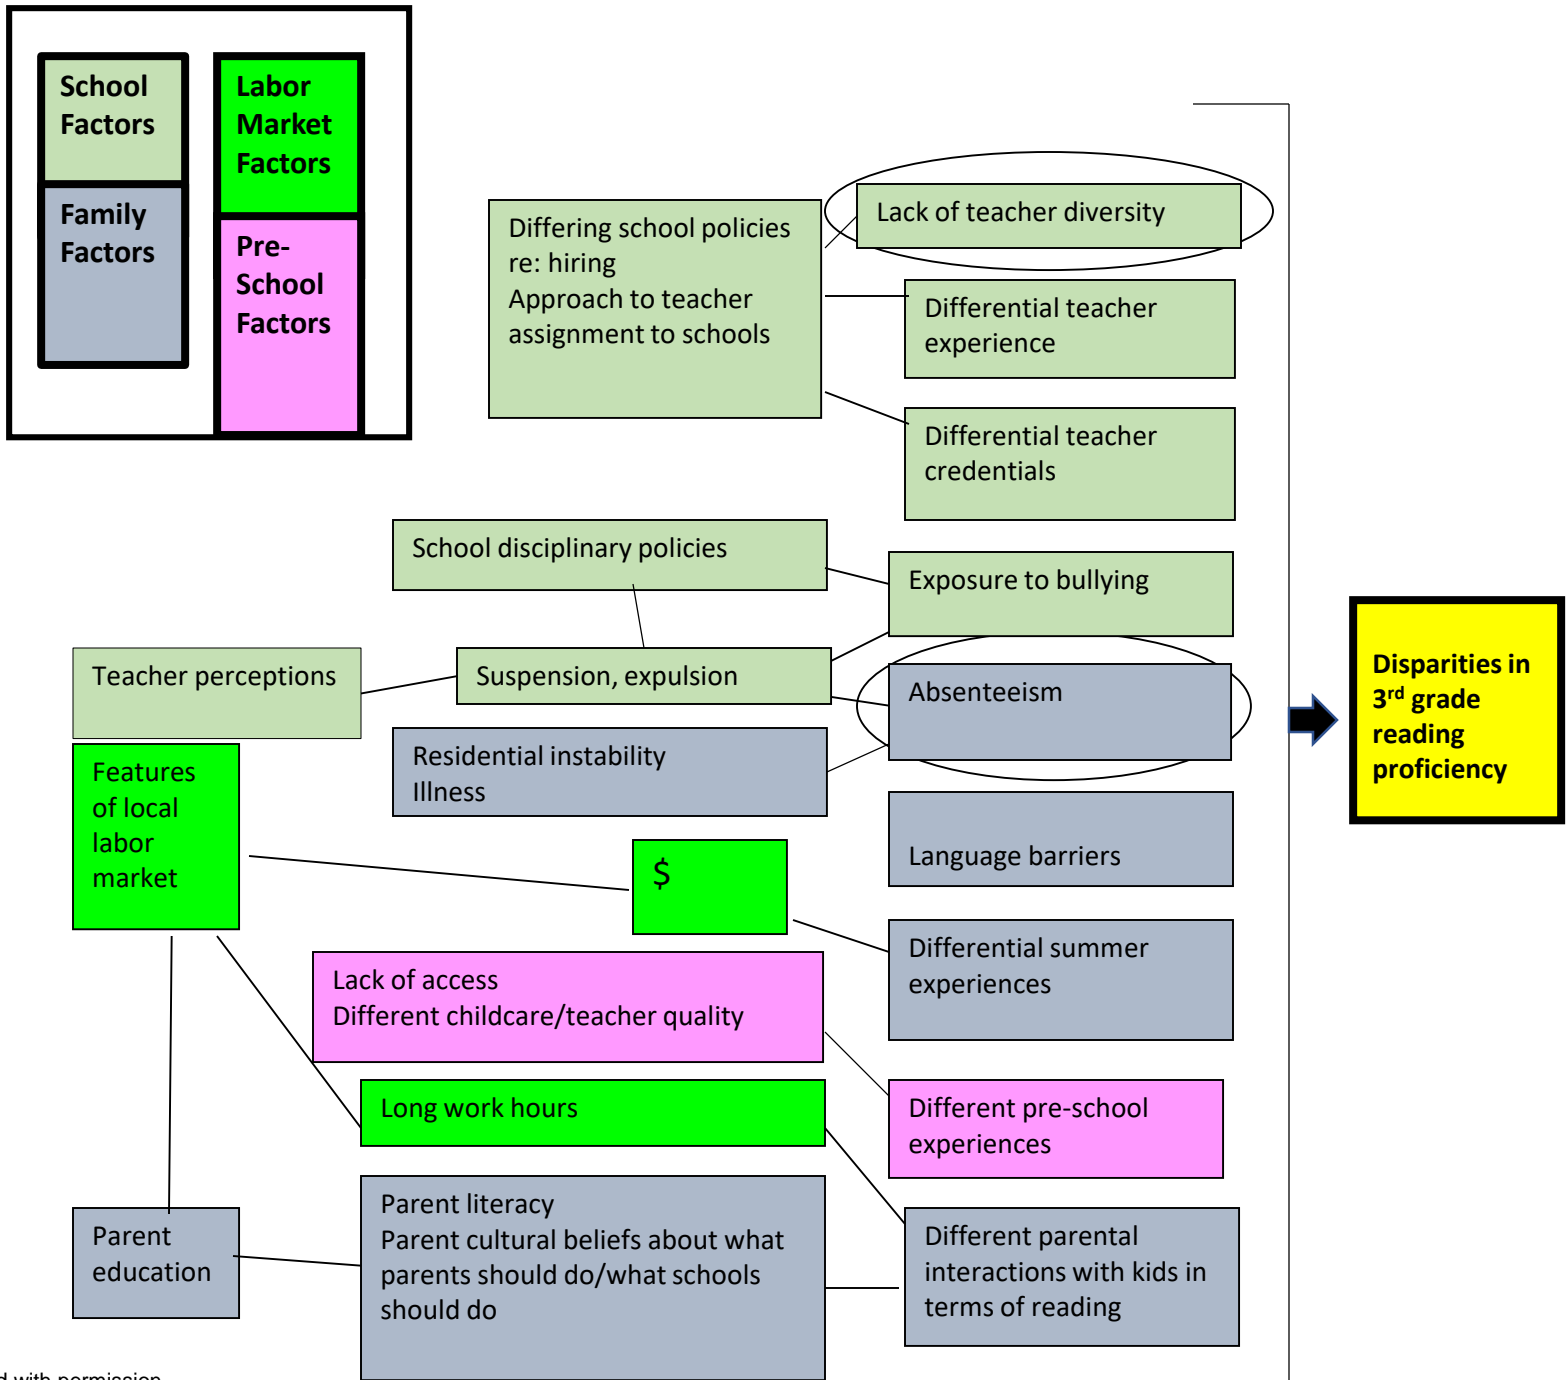 School
Factors
Family
Factors
Labor
Market
Factors
Pre-
School
Factors
Differing school policies
re: hiring
Approach to teacher
assignment to schools
Lack of teacher diversity
Differential teacher
experience
Differential teacher
credentials
School disciplinary policies
Exposure to bullying
Teacher perceptions
Suspension, expulsion
Absenteeism
Residential instability
Illness
Features
of local
labor
market
$
Language barriers
Differential summer
experiences
Lack of access
Different childcare/teacher quality
Long work hours
Different pre-school
experiences
Parent
education
Parent literacy
Parent cultural beliefs about what
parents should do/what schools
should do
Different parental
interactions with kids in
terms of reading
Disparities in
3rd grade
reading
proficiency
with permission